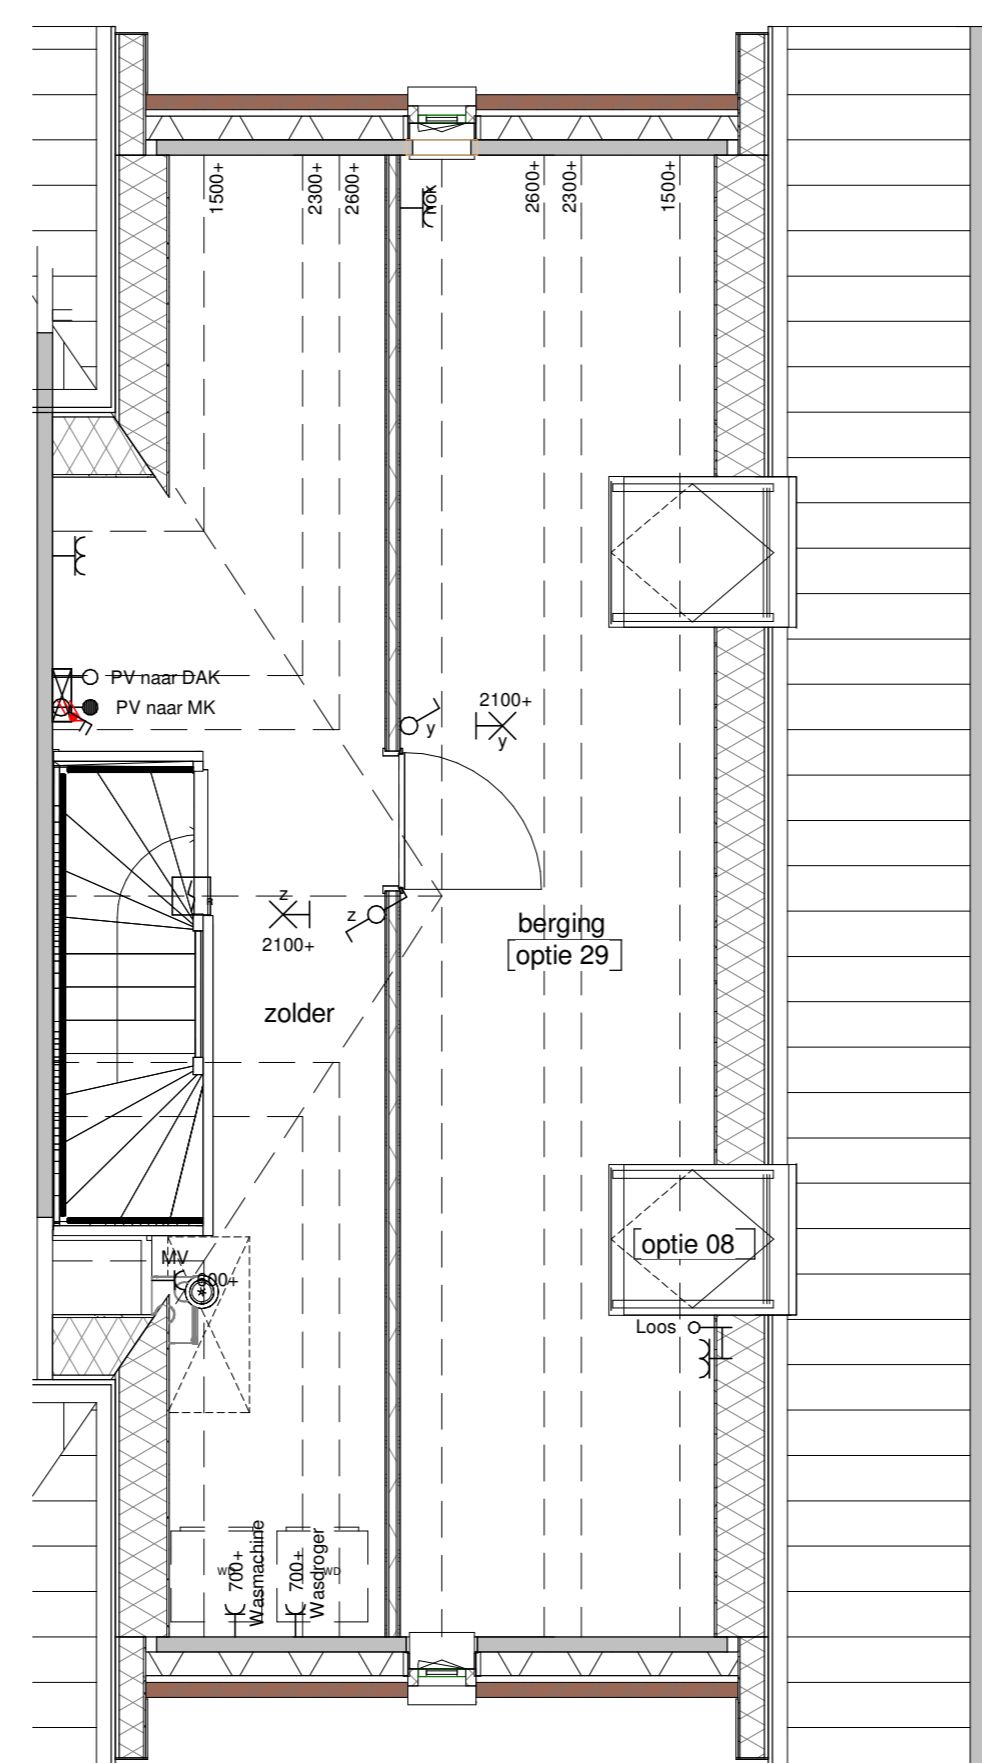 1500+
2300+
2600+
nok
2600+
2300+
1500+
PV naar DAK
PV naar MK
2100+
y
y
z
z
2100+
berging
optie 29
zolder
MV
600+
optie 08
Loos
700+
Wasmachine
700+
Wasdroger
WD